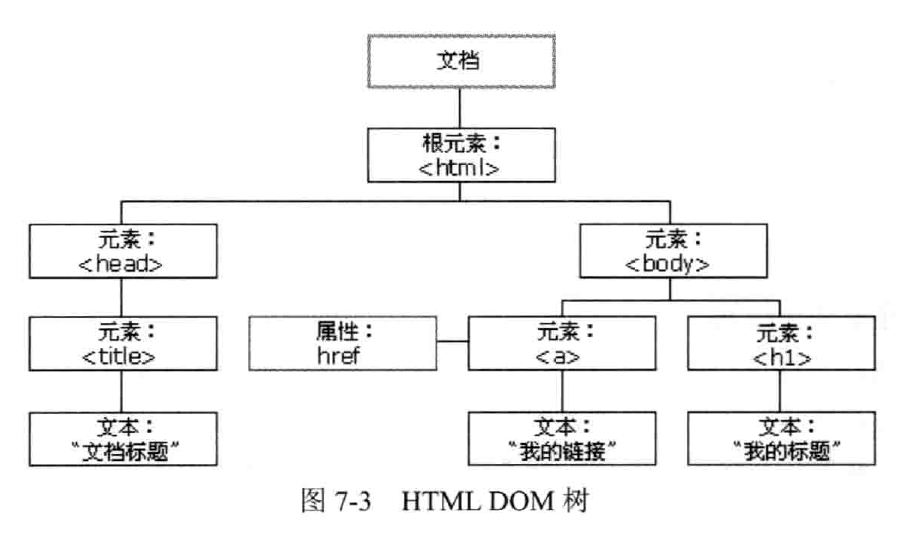 文档
根元素：
<html>
元素：
<head>
元素：
<body>
元素：
<title>
属性：
href
元素：
<a>
元素：
<h1>
文本：
"文档标题"
文本：
"我的链接"
文本：
"我的标题"
图 7-3 HTML DOM 树